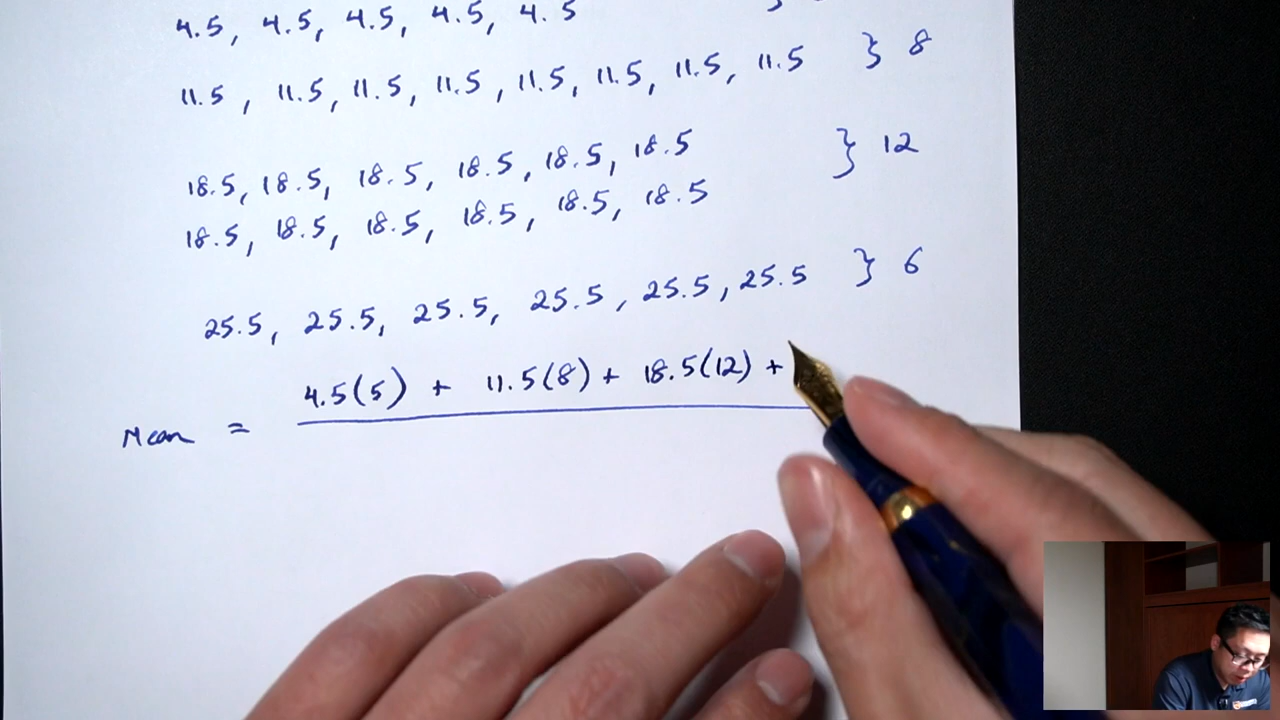 4.5, 4.5, 4.5, 4.5, 4.5 }
11.5, 11.5, 11.5, 11.5, 11.5, 11.5, 11.5, 11.5 } 8
18.5, 18.5, 18.5, 18.5, 18.5, 18.5 } 12
18.5, 18.5, 18.5, 18.5, 18.5, 18.5
25.5, 25.5, 25.5, 25.5, 25.5, 25.5 } 6
4.5(5) + 11.5(8) + 18.5(12) +
Mean =